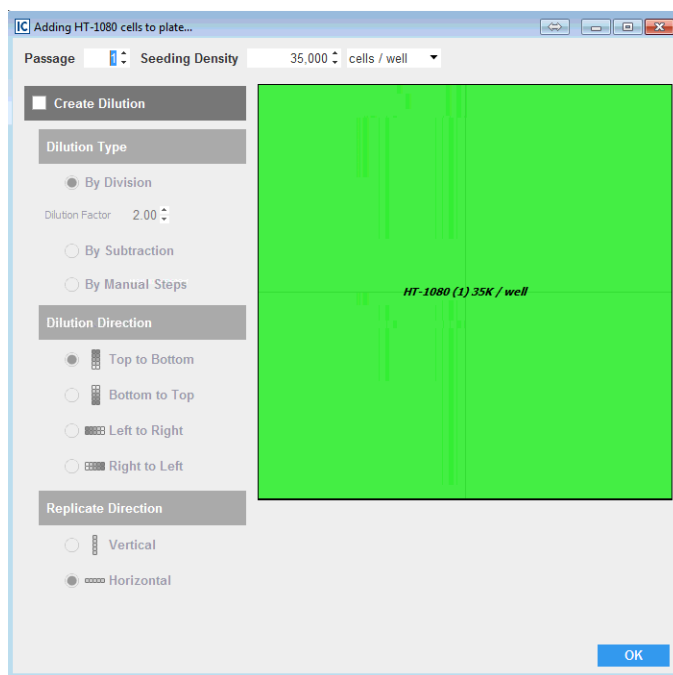 IC Adding HT-1080 cells to plate...
Passage 1 Seeding Density 35,000 cells / well
Create Dilution
Dilution Type
By Division
Dilution Factor 2.00
By Subtraction
By Manual Steps
HT-1080 (1) 35K / well
Dilution Direction
Top to Bottom
Bottom to Top
Left to Right
Right to Left
Replicate Direction
Vertical
Horizontal
OK